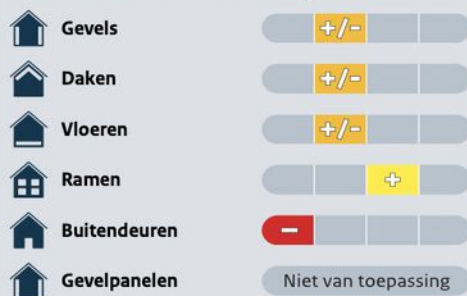 Gevels +/-
Daken +/-
Vloeren +/-
Ramen +
Buitendeuren -
Gevelpanelen Niet van toepassing